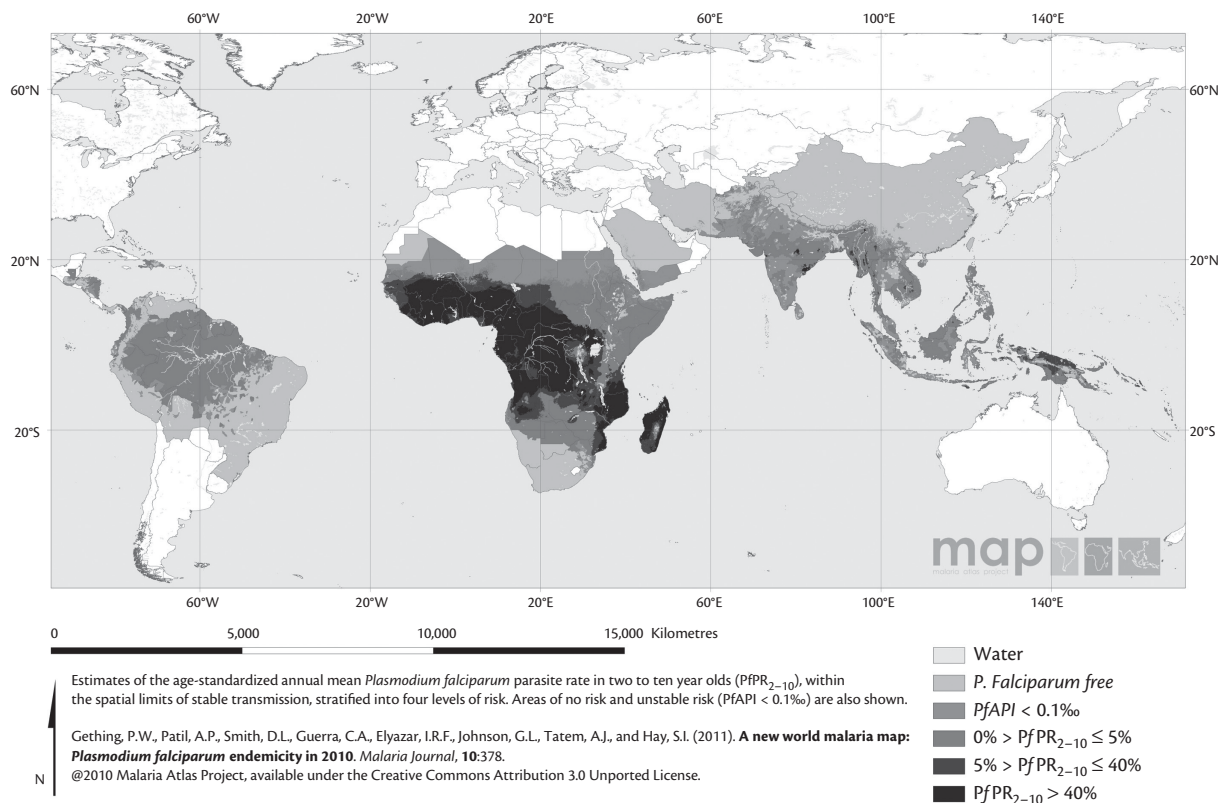 60°W 20°W 20°E 60°E 100°E 140°E
60°N 60°N
20°N 20°N
20°S 20°S
map
malaria atlas project
60°W 20°W 20°E 60°E 100°E 140°E
0 5,000 10,000 15,000 Kilometres
Estimates of the age-standardized annual mean Plasmodium falciparum parasite rate in two to ten year olds (PfPR2–10), within
the spatial limits of stable transmission, stratified into four levels of risk. Areas of no risk and unstable risk (PfAPI < 0.1‰) are also shown.
Gething, P.W., Patil, A.P., Smith, D.L., Guerra, C.A., Elyazar, I.R.F., Johnson, G.L., Tatem, A.J., and Hay, S.I. (2011). A new world malaria map:
Plasmodium falciparum endemicity in 2010. Malaria Journal, 10:378.
@2010 Malaria Atlas Project, available under the Creative Commons Attribution 3.0 Unported License.
N
Water
P. Falciparum free
PfAPI < 0.1‰
0% > PfPR2–10 ≤ 5%
5% > PfPR2–10 ≤ 40%
PfPR2–10 > 40%